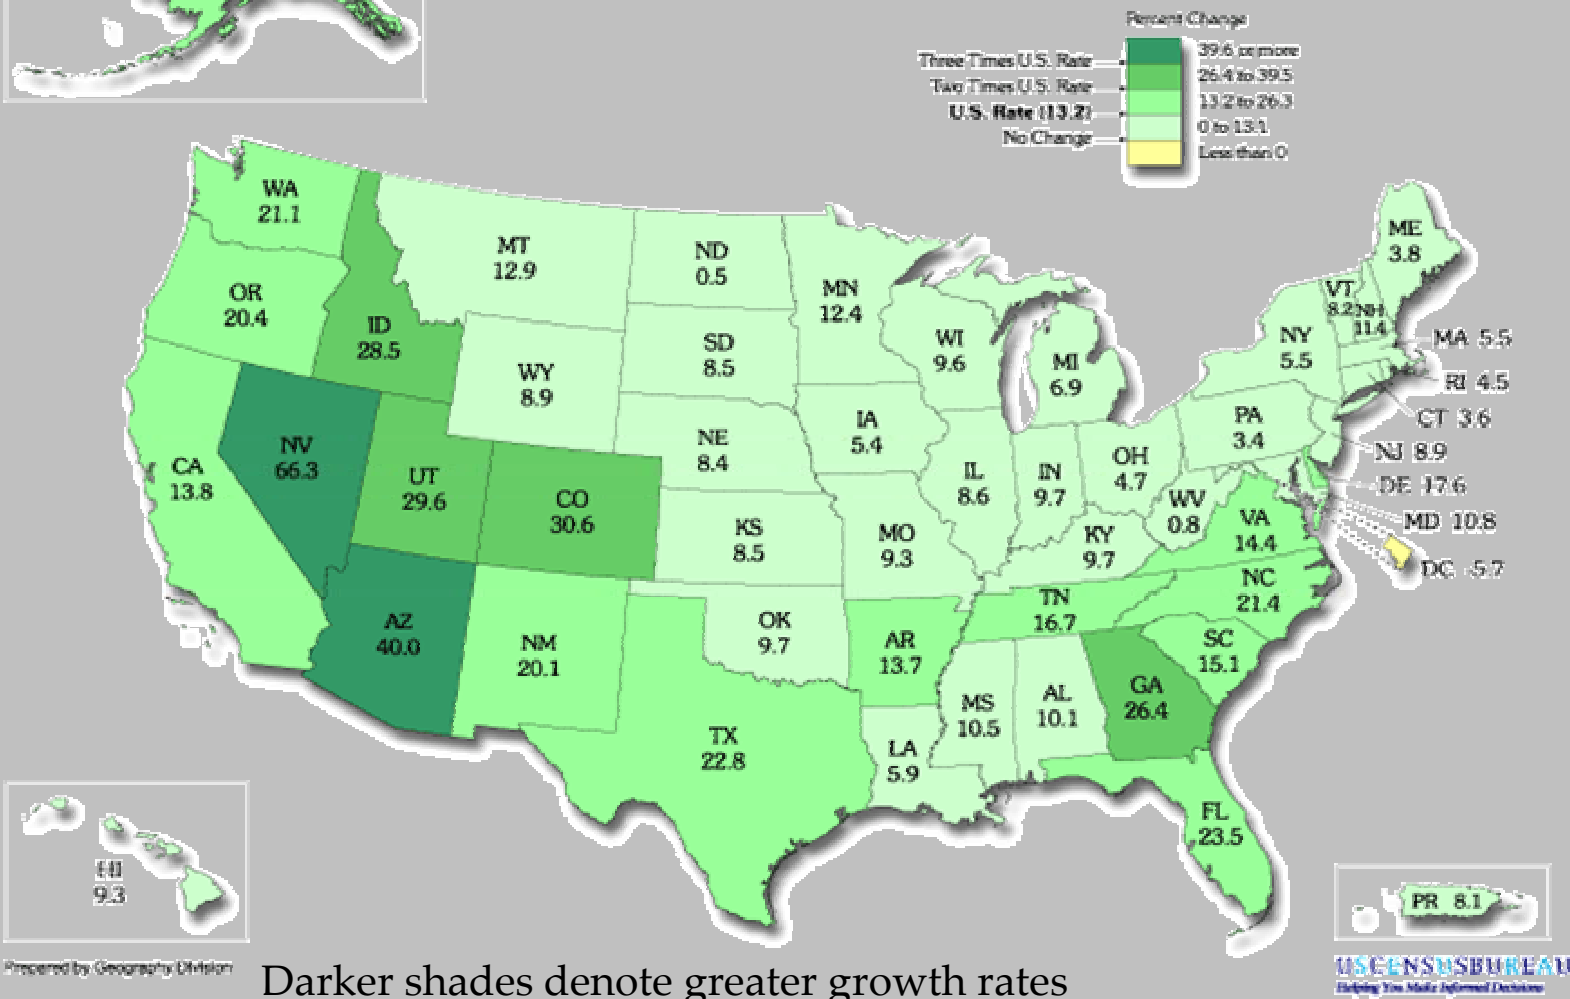 Percent Change
39.6 or more
Three Times U.S. Rate
26.4 to 39.5
Two Times U.S. Rate
13.2 to 26.3
U.S. Rate (13.2)
0 to 13.1
No Change
Less than 0
WA
21.1
MT
12.9
ND
0.5
MN
12.4
ME
3.8
VT
8.2
NH
11.4
OR
20.4
ID
28.5
SD
8.5
WI
9.6
MI
6.9
NY
5.5
MA 5.5
RI 4.5
CT 3.6
WY
8.9
IA
5.4
PA
3.4
NJ 8.9
NE
8.4
NV
66.3
CA
13.8
UT
29.6
CO
30.6
IL
8.6
IN
9.7
OH
4.7
DE 17.6
WV
0.8
MD 10.8
VA
14.4
KS
8.5
MO
9.3
KY
9.7
DC -5.7
NC
21.4
TN
16.7
AZ
40.0
NM
20.1
OK
9.7
AR
13.7
SC
15.1
GA
26.4
MS
10.5
AL
10.1
TX
22.8
LA
5.9
FL
23.5
HI
9.3
PR 8.1
Prepared by Geography Division
USCENSUSBUREAU
Helping You Make Informed Decisions
Darker shades denote greater growth rates